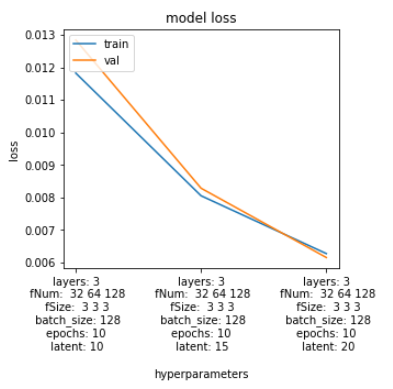 model loss
0.013
0.012
0.011
0.010
0.009
0.008
0.007
0.006
loss
train
val
layers: 3
fNum: 32 64 128
fSize: 3 3 3
batch_size: 128
epochs: 10
latent: 10
layers: 3
fNum: 32 64 128
fSize: 3 3 3
batch_size: 128
epochs: 10
latent: 15
layers: 3
fNum: 32 64 128
fSize: 3 3 3
batch_size: 128
epochs: 10
latent: 20
hyperparameters